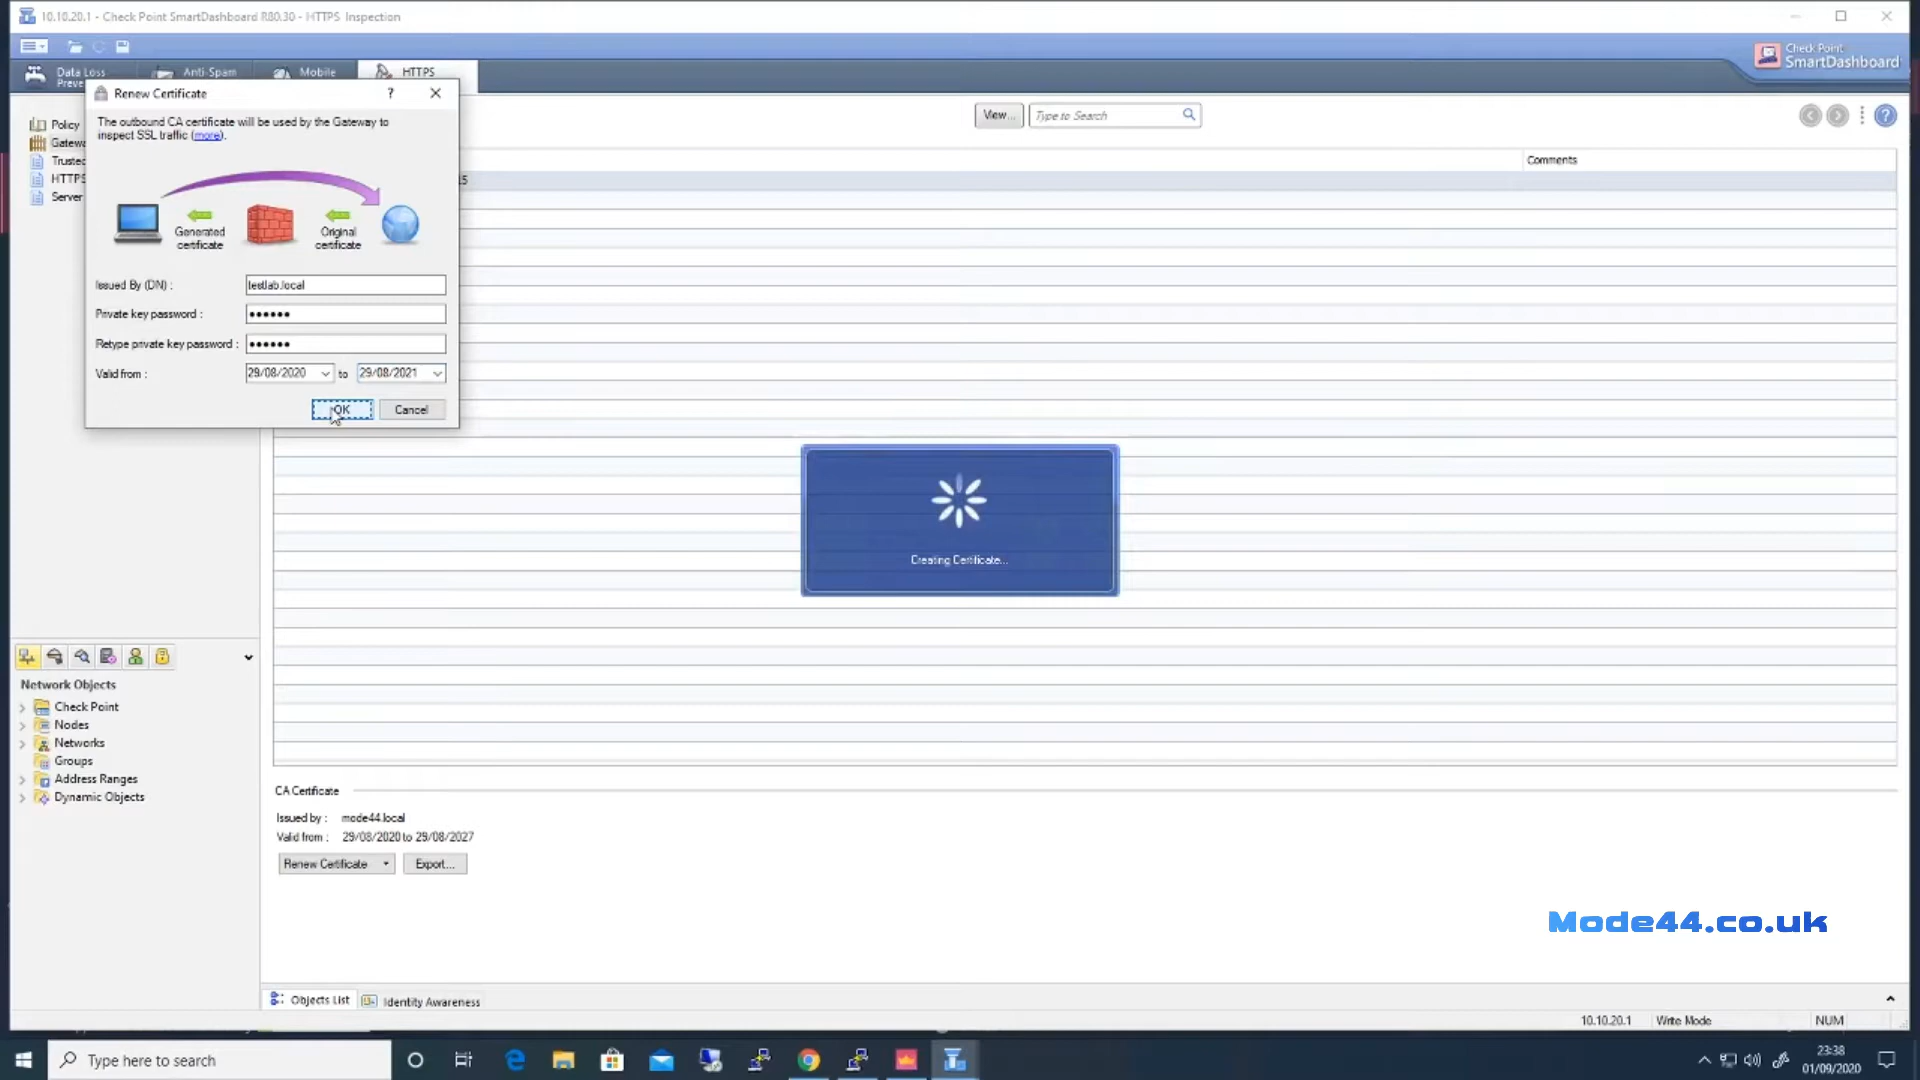 10.10.20.1 - Check Point SmartDashboard R80.30 - HTTPS Inspection
Check Point
SmartDashboard
Data Loss
Preve
Anti-Spam
Mobile
HTTPS
Renew Certificate
?
The outbound CA certificate will be used by the Gateway to
inspect SSL traffic (more).
Generated
certificate
Original
certificate
Issued By (DN) :
testlab.local
Private key password :
••••••
Retype private key password :
••••••
Valid from :
29/08/2020
to
29/08/2021
OK
Cancel
Policy
Gatewa
Trusted
HTTPS
Server
View...
Type to Search
?
Comments
15
Creating Certificate...
Network Objects
Check Point
Nodes
Networks
Groups
Address Ranges
Dynamic Objects
CA Certificate
Issued by : mode44.local
Valid from : 29/08/2020 to 29/08/2027
Renew Certificate
Export...
Mode44.co.uk
Objects List
Identity Awareness
10.10.20.1
Write Mode
NUM
Type here to search
23:38
01/09/2020